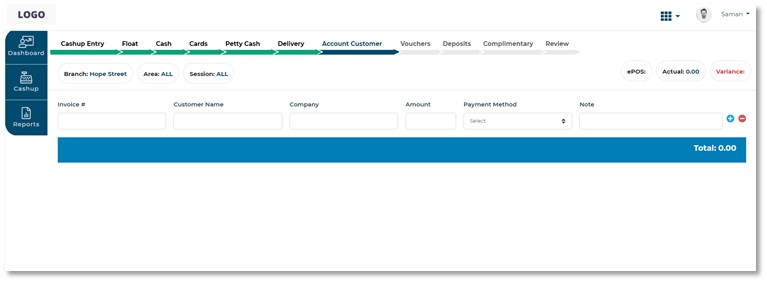 LOGO
Saman
Dashboard
Cashup
Reports
Cashup Entry Float Cash Cards Petty Cash Delivery Account Customer Vouchers Deposits Complimentary Review
Branch: Hope Street Area: ALL Session: ALL ePOS: Actual: 0.00 Variance:
Invoice # Customer Name Company Amount Payment Method Note
Select
Total: 0.00